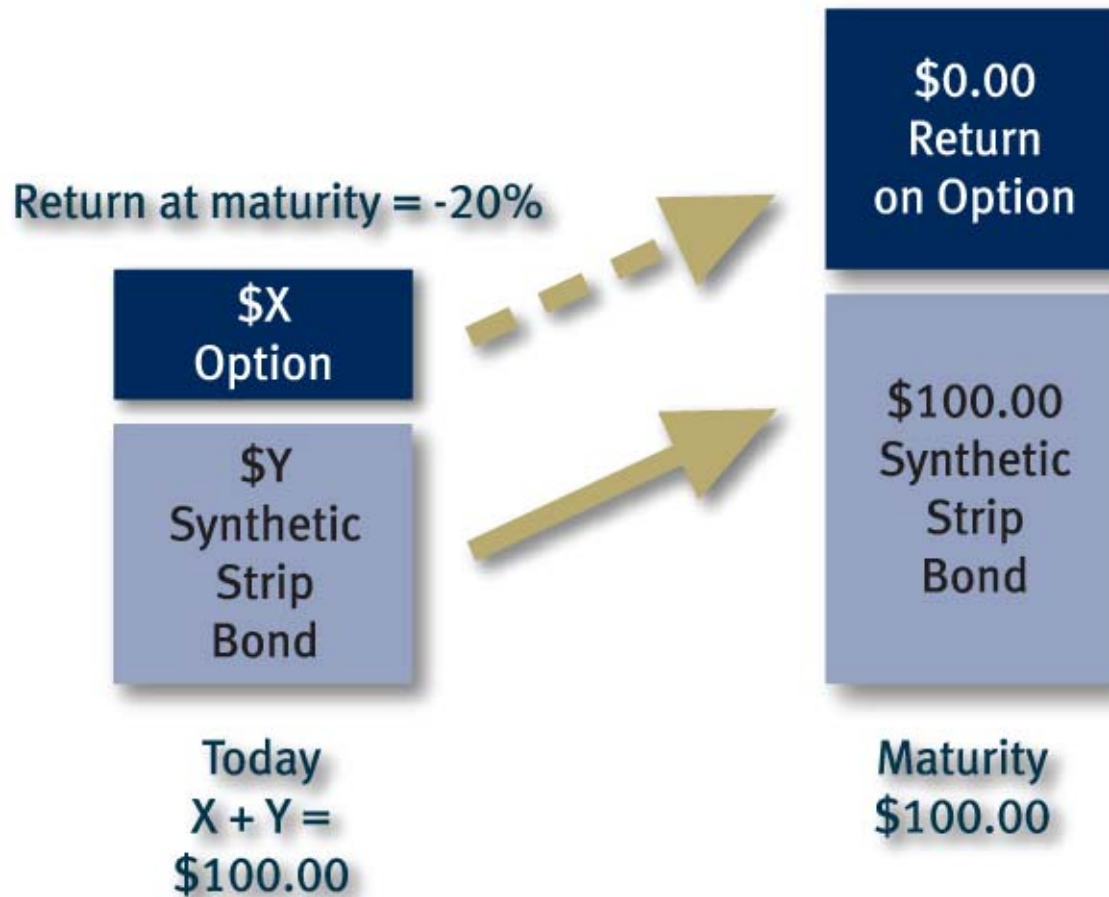 Return at maturity = -20%
$X
Option
$Y
Synthetic
Strip
Bond
Today
X + Y =
$100.00
$0.00
Return
on Option
$100.00
Synthetic
Strip
Bond
Maturity
$100.00